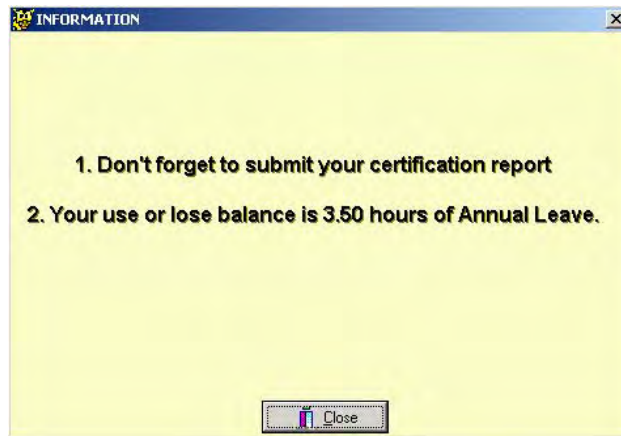 INFORMATION
1. Don't forget to submit your certification report
2. Your use or lose balance is 3.50 hours of Annual Leave.
Close